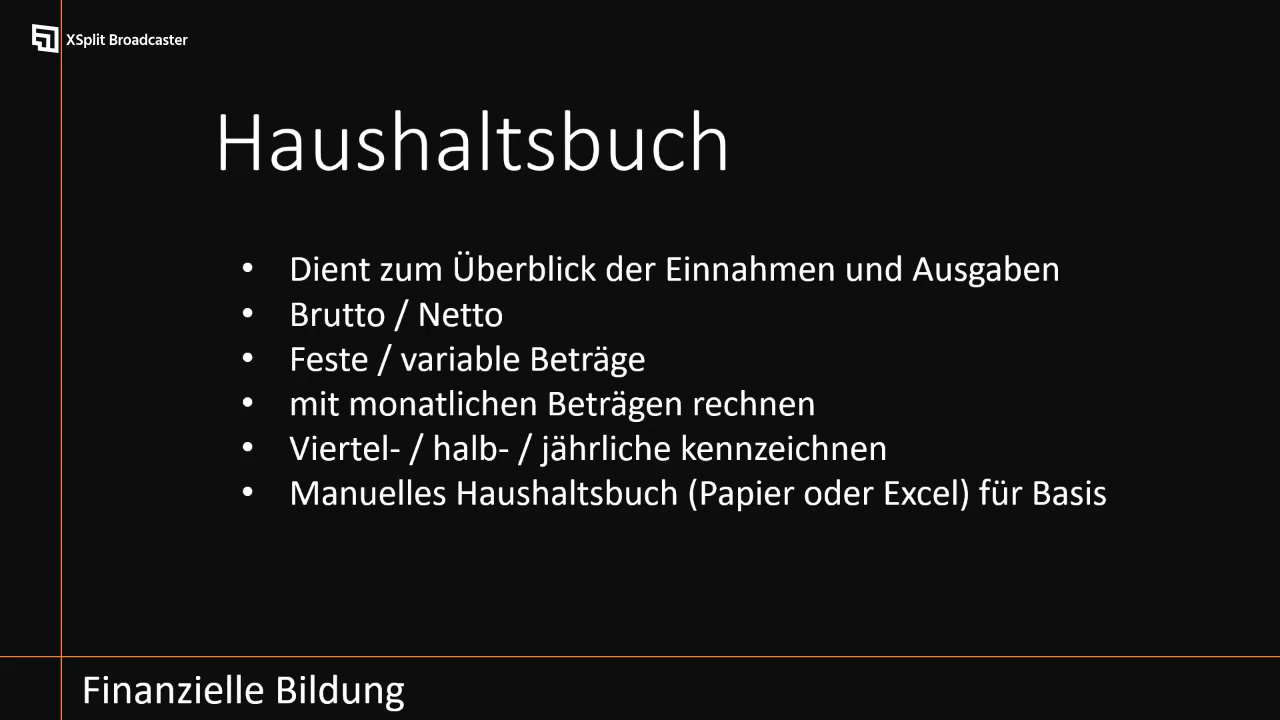 XSplit Broadcaster
Haushaltsbuch
• Dient zum Überblick der Einnahmen und Ausgaben
• Brutto / Netto
• Feste / variable Beträge
• mit monatlichen Beträgen rechnen
• Viertel- / halb- / jährliche kennzeichnen
• Manuelles Haushaltsbuch (Papier oder Excel) für Basis
Finanzielle Bildung